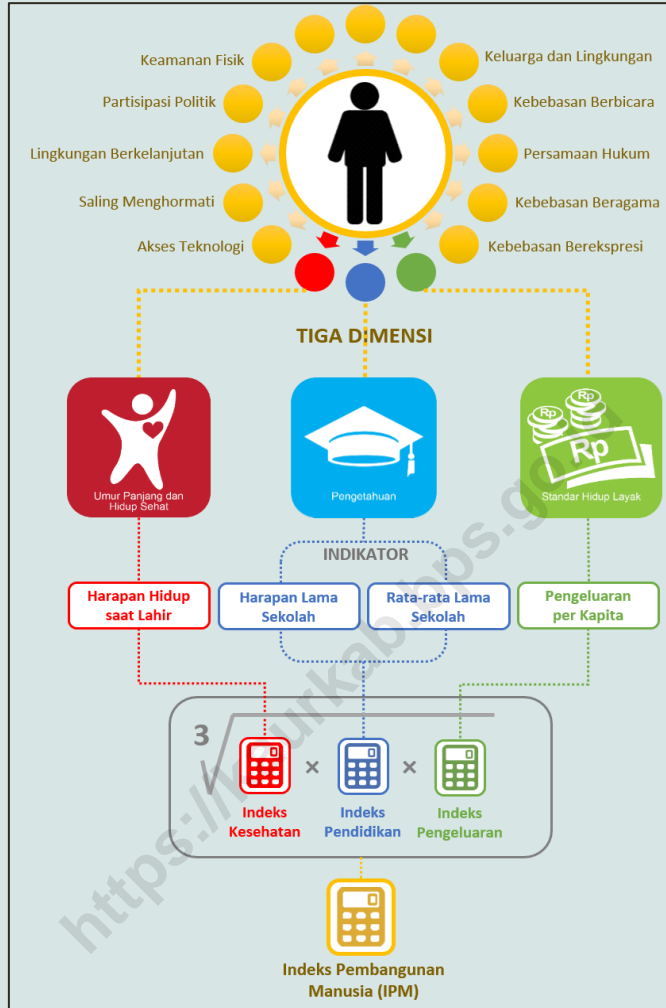 Keamanan Fisik
Keluarga dan Lingkungan
Partisipasi Politik
Kebebasan Berbicara
Lingkungan Berkelanjutan
Persamaan Hukum
Saling Menghormati
Kebebasan Beragama
Akses Teknologi
Kebebasan Berekspresi
TIGA DIMENSI
Umur Panjang dan
Hidup Sehat
Pengetahuan
Rp
Rp
Rp
Standar Hidup Layak
INDIKATOR
Harapan Hidup
saat Lahir
Harapan Lama
Sekolah
Rata-rata Lama
Sekolah
Pengeluaran
per Kapita
3
×
×
Indeks
Kesehatan
Indeks
Pendidikan
Indeks
Pengeluaran
Indeks Pembangunan
Manusia (IPM)